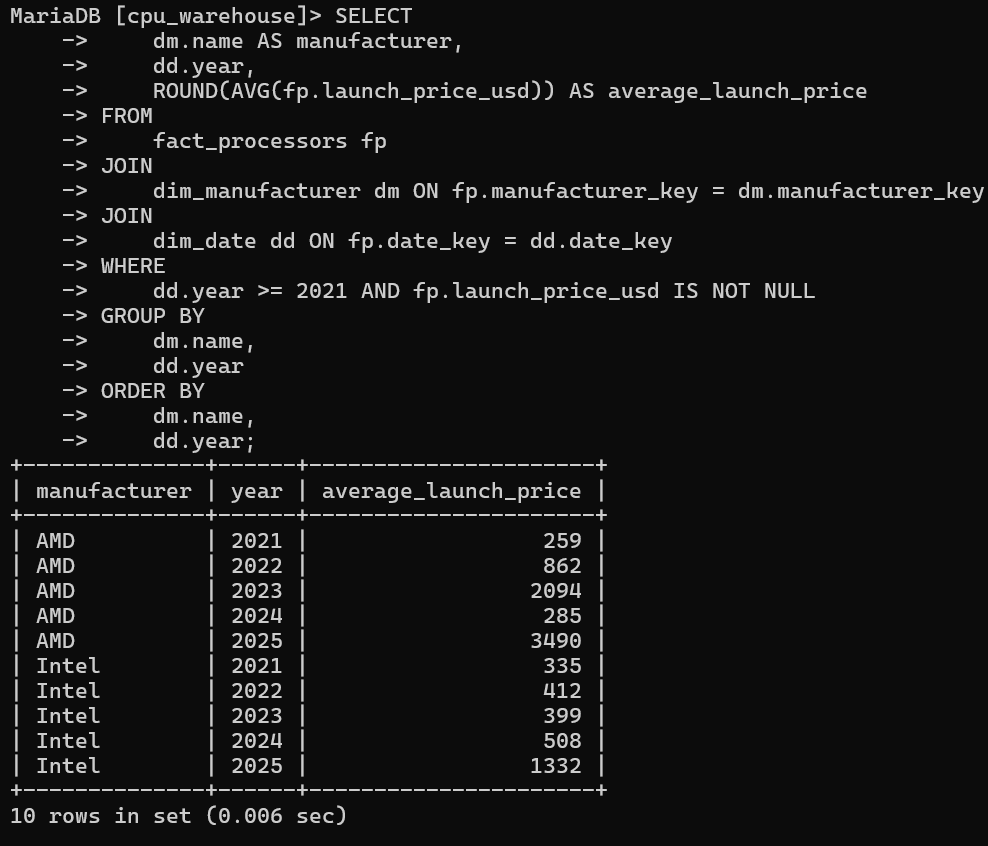 MariaDB [cpu_warehouse]> SELECT
    ->     dm.name AS manufacturer,
    ->     dd.year,
    ->     ROUND(AVG(fp.launch_price_usd)) AS average_launch_price
    -> FROM
    ->     fact_processors fp
    -> JOIN
    ->     dim_manufacturer dm ON fp.manufacturer_key = dm.manufacturer_key
    -> JOIN
    ->     dim_date dd ON fp.date_key = dd.date_key
    -> WHERE
    ->     dd.year >= 2021 AND fp.launch_price_usd IS NOT NULL
    -> GROUP BY
    ->     dm.name,
    ->     dd.year
    -> ORDER BY
    ->     dm.name,
    ->     dd.year;
+--------------+------+----------------------+
| manufacturer | year | average_launch_price |
+--------------+------+----------------------+
| AMD          | 2021 |                  259 |
| AMD          | 2022 |                  862 |
| AMD          | 2023 |                 2094 |
| AMD          | 2024 |                  285 |
| AMD          | 2025 |                 3490 |
| Intel        | 2021 |                  335 |
| Intel        | 2022 |                  412 |
| Intel        | 2023 |                  399 |
| Intel        | 2024 |                  508 |
| Intel        | 2025 |                 1332 |
+--------------+------+----------------------+
10 rows in set (0.006 sec)